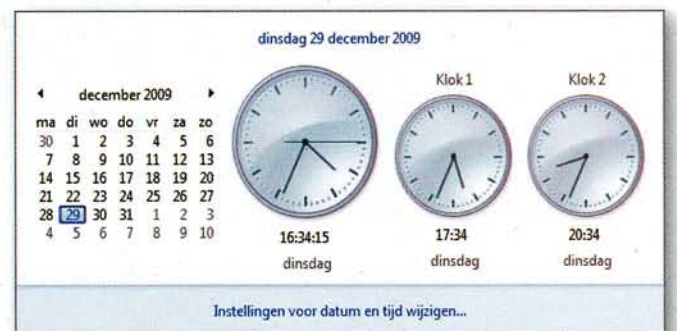 dinsdag 29 december 2009
december 2009
ma di wo do vr za zo
30 1 2 3 4 5 6
7 8 9 10 11 12 13
14 15 16 17 18 19 20
21 22 23 24 25 26 27
28 29 30 31 1 2 3
4 5 6 7 8 9 10
16:34:15
dinsdag
Klok 1
17:34
dinsdag
Klok 2
20:34
dinsdag
Instellingen voor datum en tijd wijzigen...